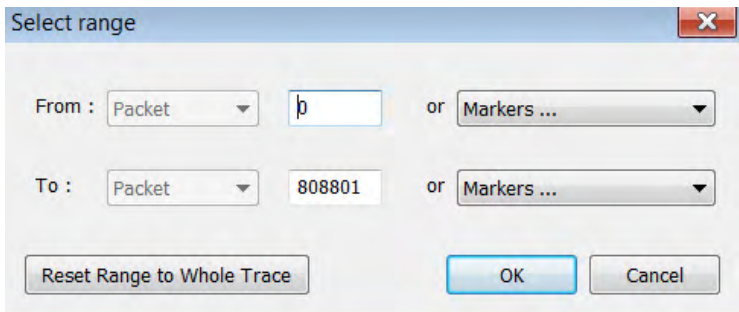 Select range
From : Packet 0 or Markers ...
To : Packet 808801 or Markers ...
Reset Range to Whole Trace OK Cancel